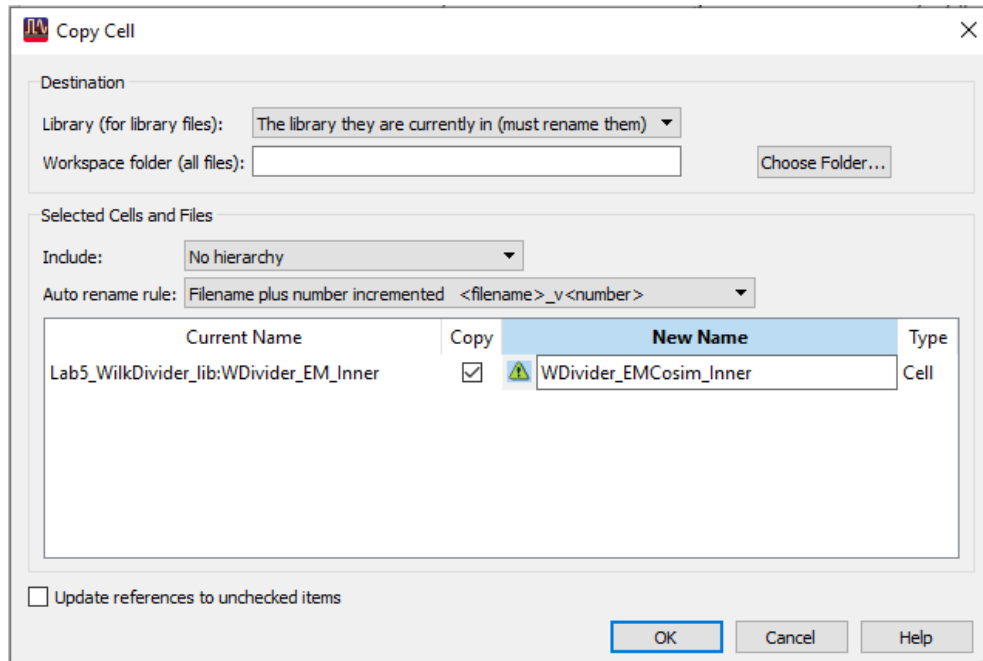 Copy Cell
Destination
Library (for library files): The library they are currently in (must rename them)
Workspace folder (all files): Choose Folder...
Selected Cells and Files
Include: No hierarchy
Auto rename rule: Filename plus number incremented <filename>_v<number>
Current Name Copy New Name Type
Lab5_WilkDivider_lib:WDivider_EM_Inner WDivider_EMCosim_Inner Cell
Update references to unchecked items
OK Cancel Help